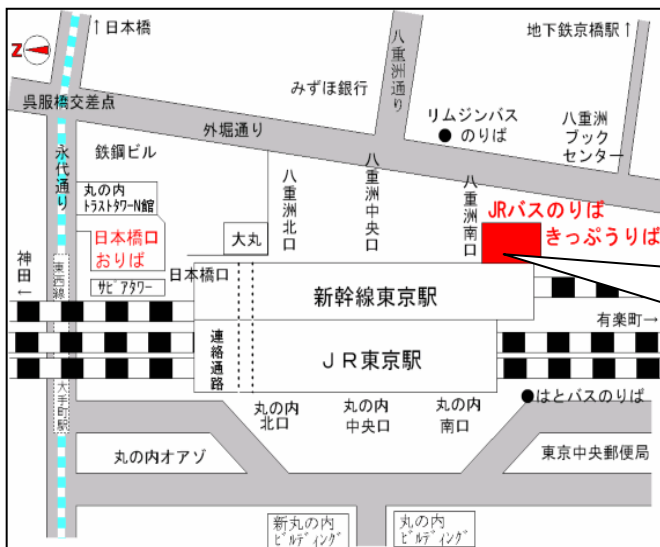 ↑日本橋
地下鉄京橋駅↑
Z
八重洲通り
みずほ銀行
呉服橋交差点
リムジンバス
● のりば
八重洲
ブック
センター
外堀通り
永代通り
鉄鋼ビル
丸の内
トラストタワーN館
八重洲北口
八重洲中央口
八重洲南口
JRバスのりば
きっぷうりば
大丸
日本橋口
おりば
神田←
東西線
日本橋口
サピアタワー
新幹線東京駅
有楽町→
連絡通路
JR東京駅
大手町駅
●はとバスのりば
丸の内
北口
丸の内
中央口
丸の内
南口
丸の内オアゾ
東京中央郵便局
新丸の内
ビルディング
丸の内
ビルディング